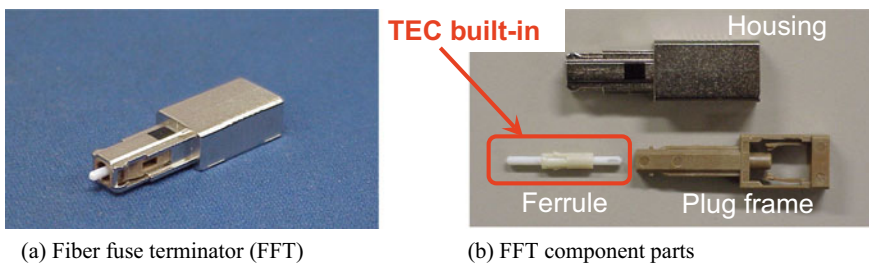 TEC built-in
Housing
Ferrule
Plug frame
(a) Fiber fuse terminator (FFT)
(b) FFT component parts